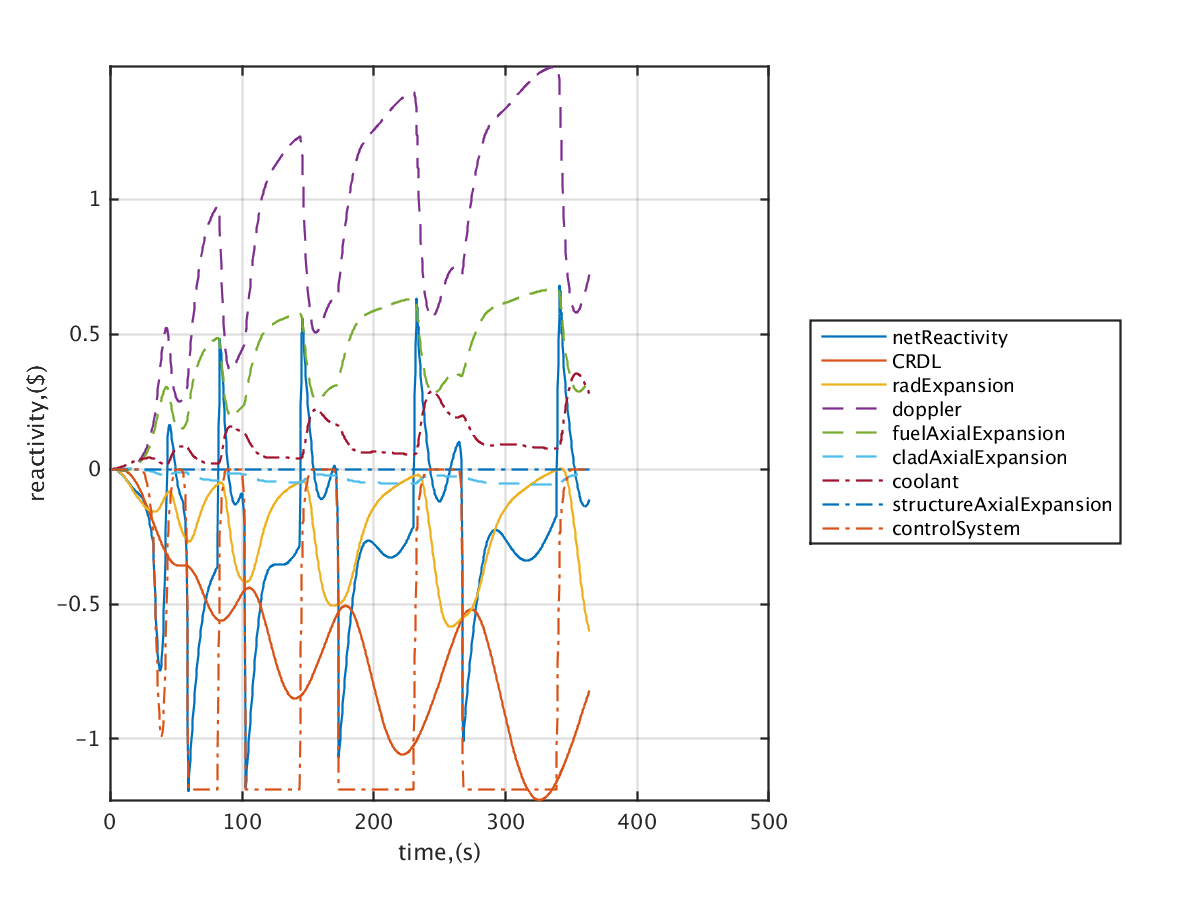 1
0.5
0
−0.5
−1
0
100
200
300
400
500
reactivity,($)
time,(s)
netReactivity
CRDL
radExpansion
doppler
fuelAxialExpansion
cladAxialExpansion
coolant
structureAxialExpansion
controlSystem